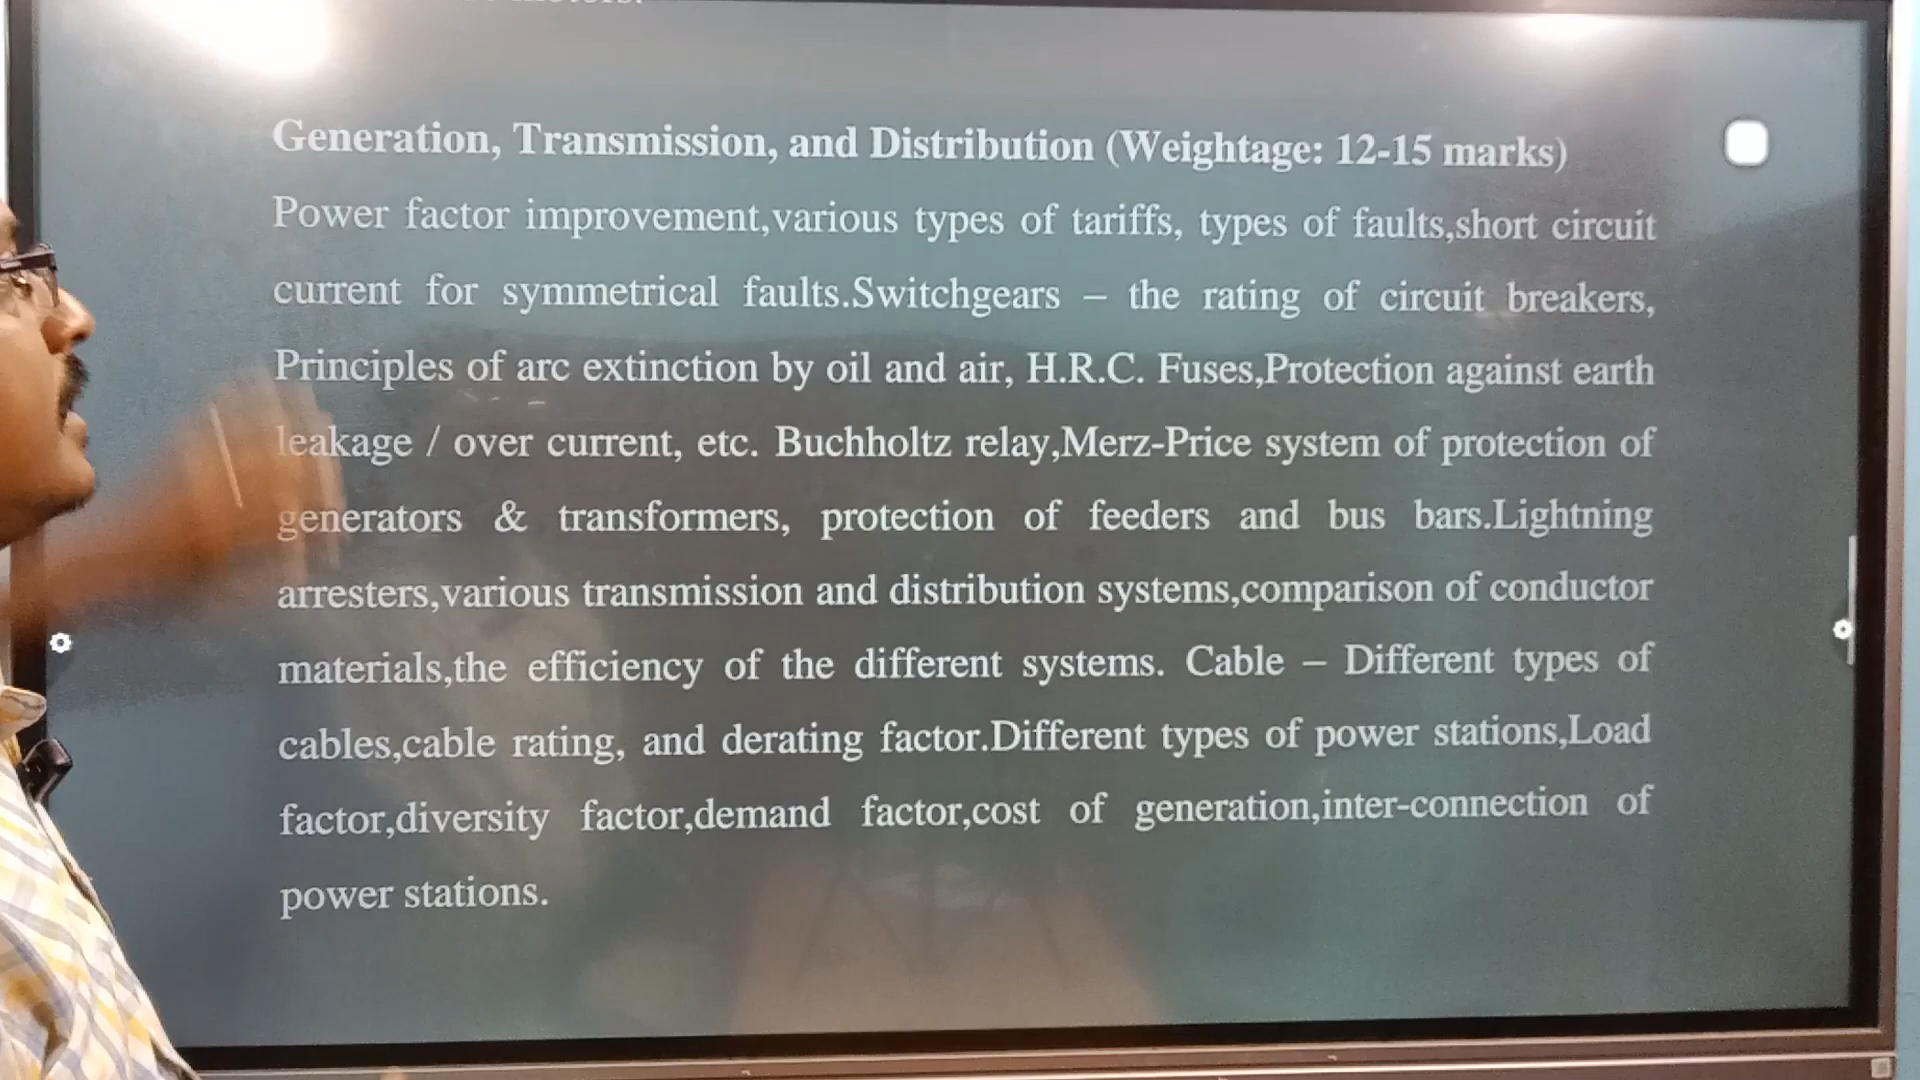 Generation, Transmission, and Distribution (Weightage: 12-15 marks)
Power factor improvement,various types of tariffs, types of faults,short circuit
current for symmetrical faults.Switchgears – the rating of circuit breakers,
Principles of arc extinction by oil and air, H.R.C. Fuses,Protection against earth
leakage / over current, etc. Buchholtz relay,Merz-Price system of protection of
generators & transformers, protection of feeders and bus bars.Lightning
arresters,various transmission and distribution systems,comparison of conductor
materials,the efficiency of the different systems. Cable – Different types of
cables,cable rating, and derating factor.Different types of power stations,Load
factor,diversity factor,demand factor,cost of generation,inter-connection of
power stations.